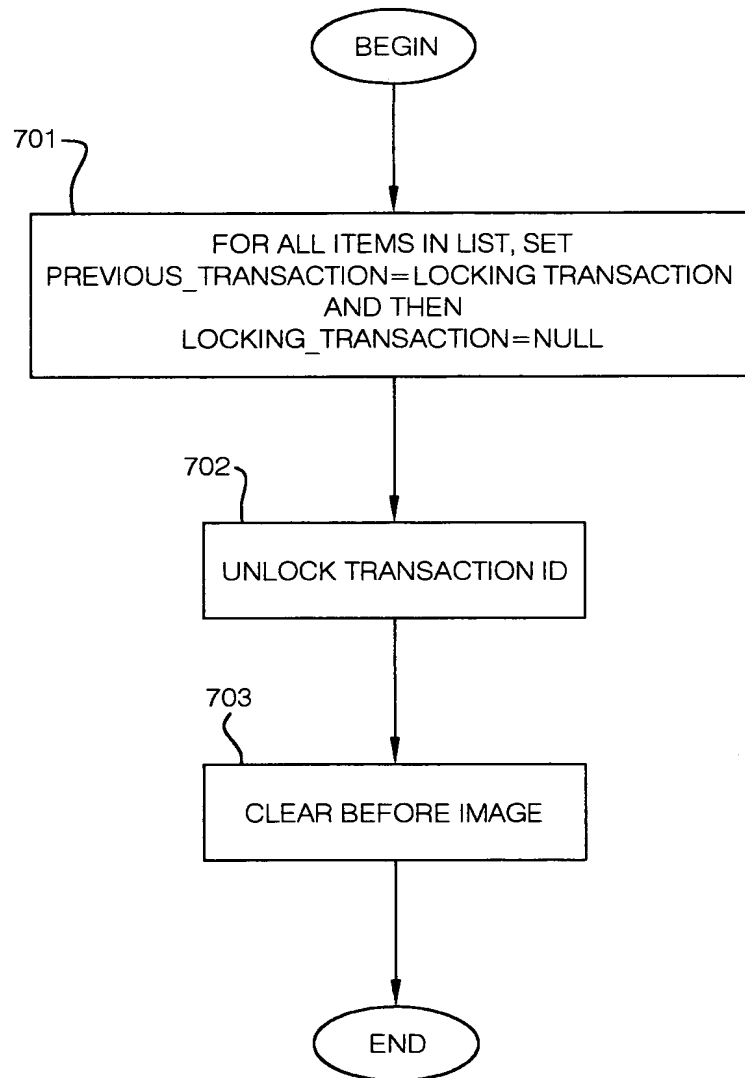 BEGIN
701
FOR ALL ITEMS IN LIST, SET
PREVIOUS_TRANSACTION=LOCKING TRANSACTION
AND THEN
LOCKING_TRANSACTION=NULL
702
UNLOCK TRANSACTION ID
703
CLEAR BEFORE IMAGE
END